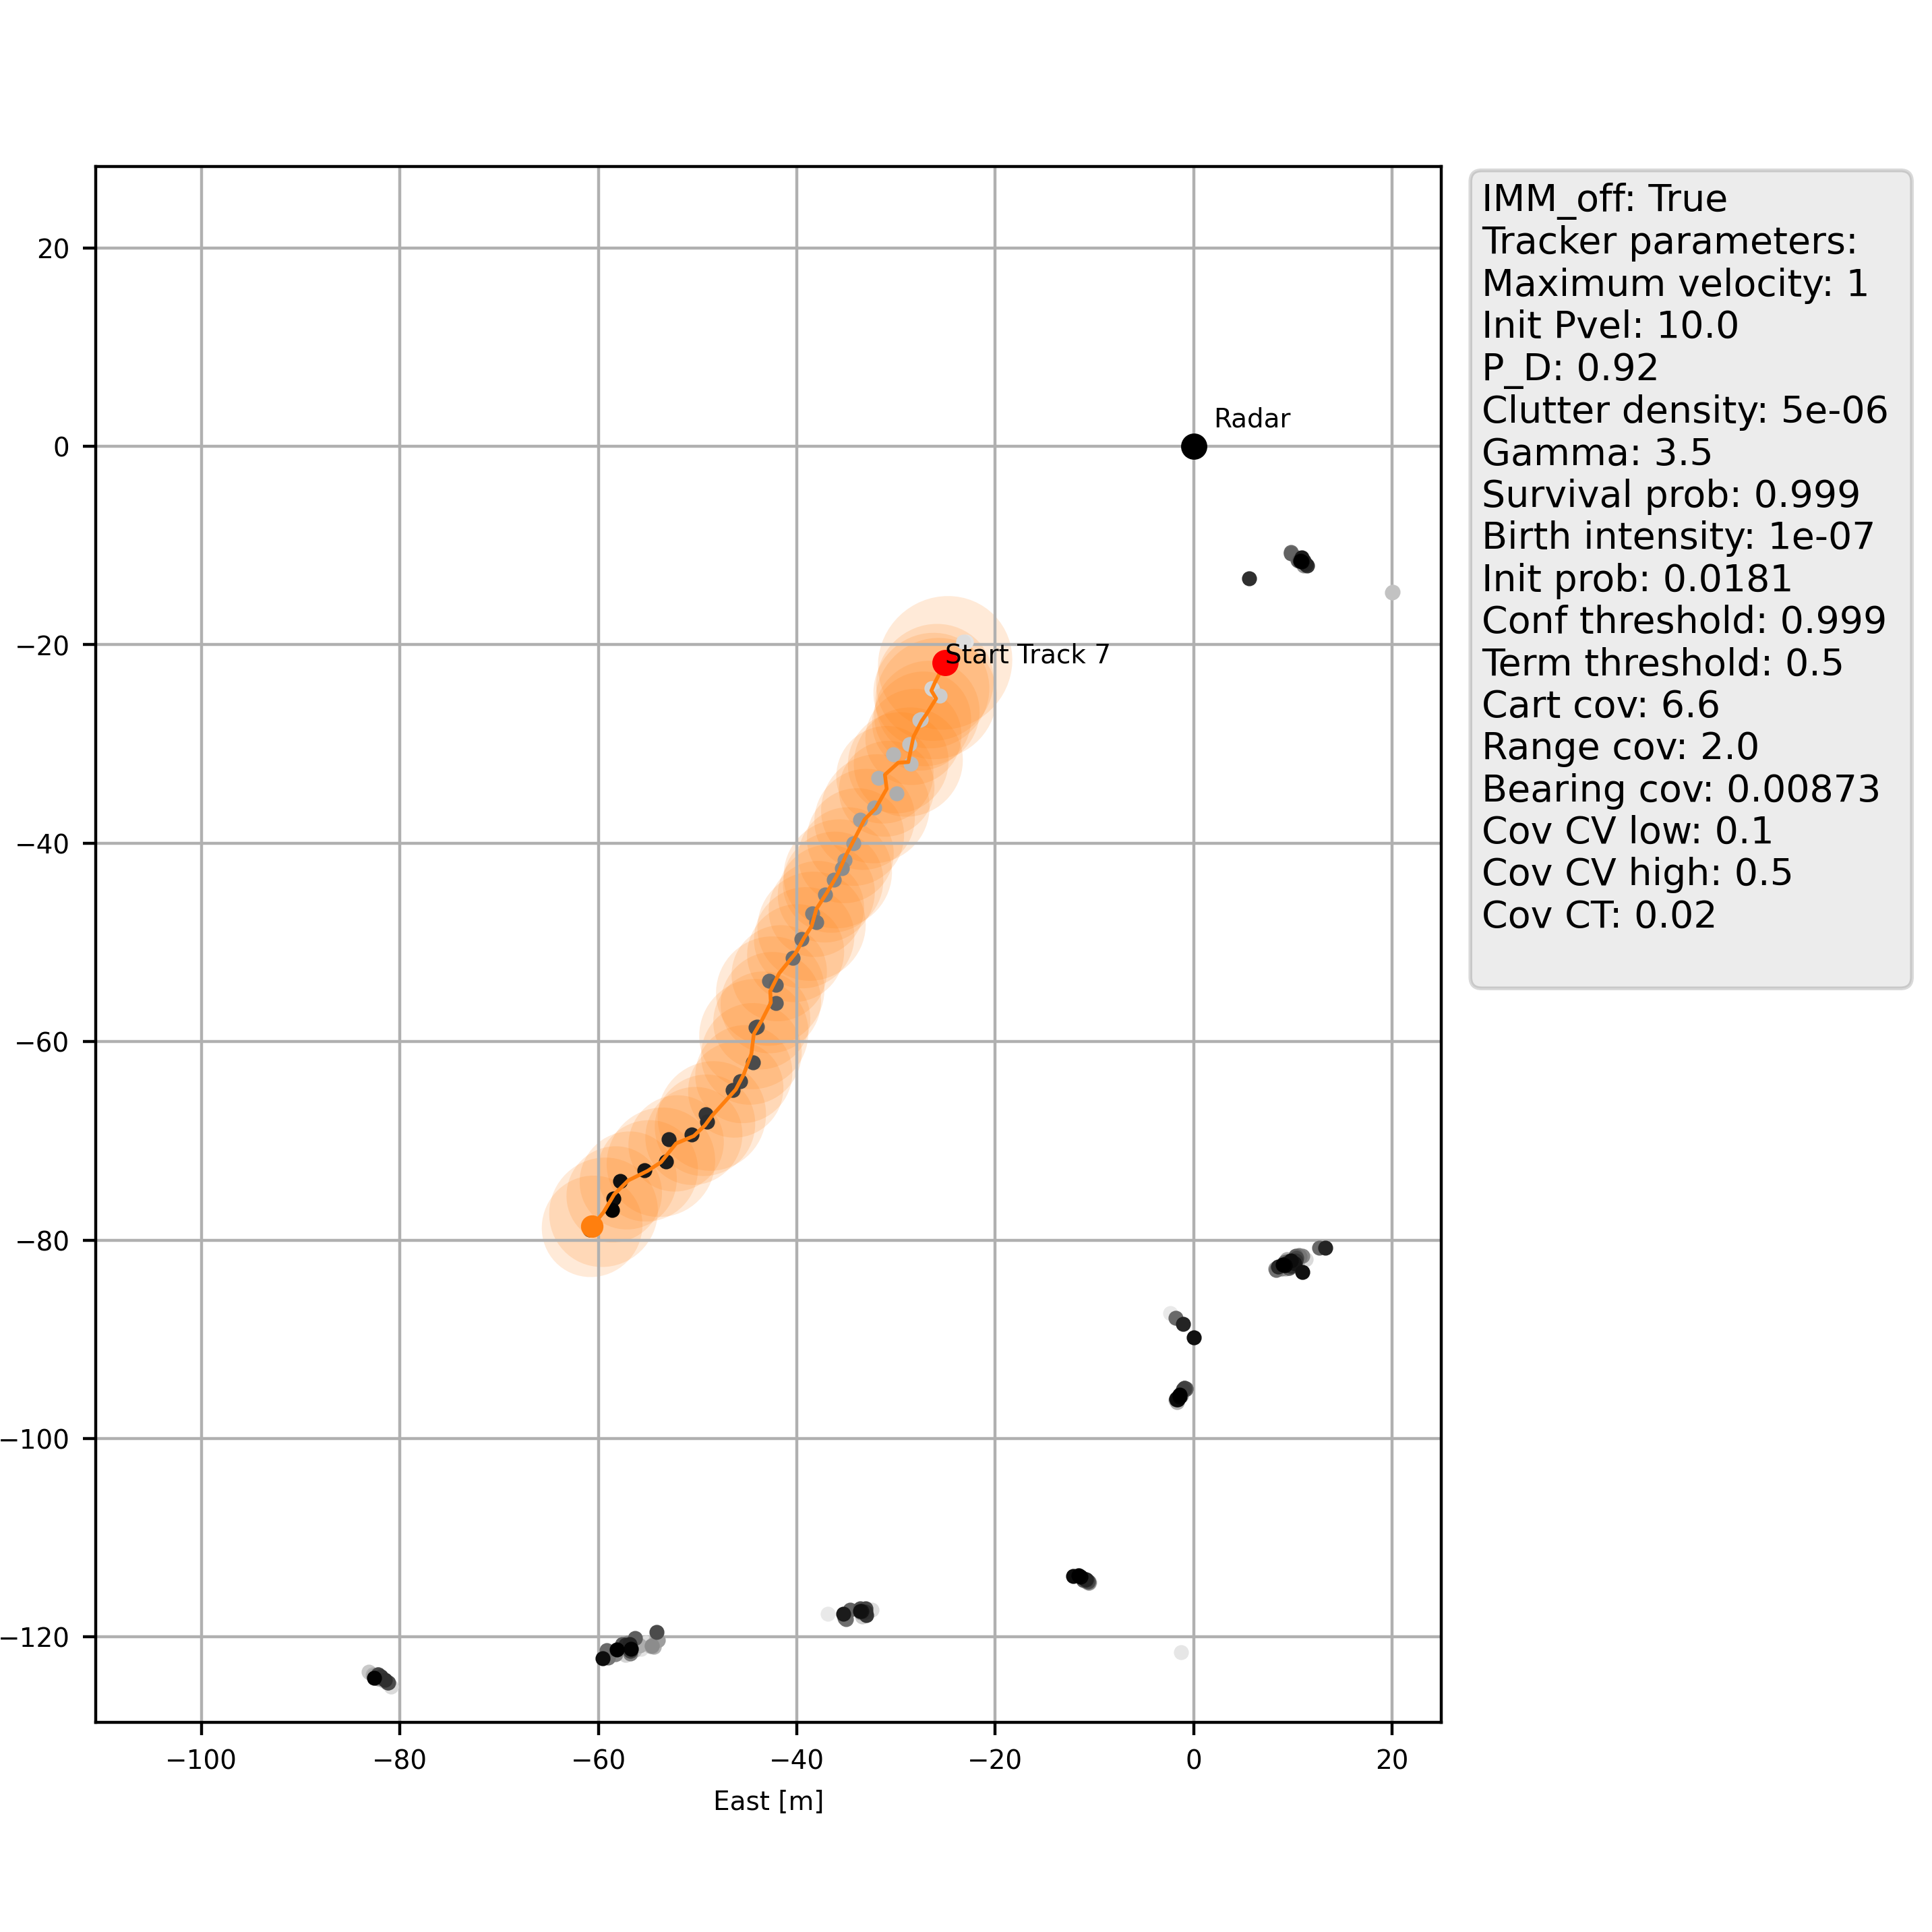 IMM_off: True
Tracker parameters:
Maximum velocity: 1
Init Pvel: 10.0
P_D: 0.92
Clutter density: 5e-06
Gamma: 3.5
Survival prob: 0.999
Birth intensity: 1e-07
Init prob: 0.0181
Conf threshold: 0.999
Term threshold: 0.5
Cart cov: 6.6
Range cov: 2.0
Bearing cov: 0.00873
Cov CV low: 0.1
Cov CV high: 0.5
Cov CT: 0.02
Radar
Start Track 7
20
0
−20
−40
−60
−80
−100
−120
−100
−80
−60
−40
−20
0
20
East [m]